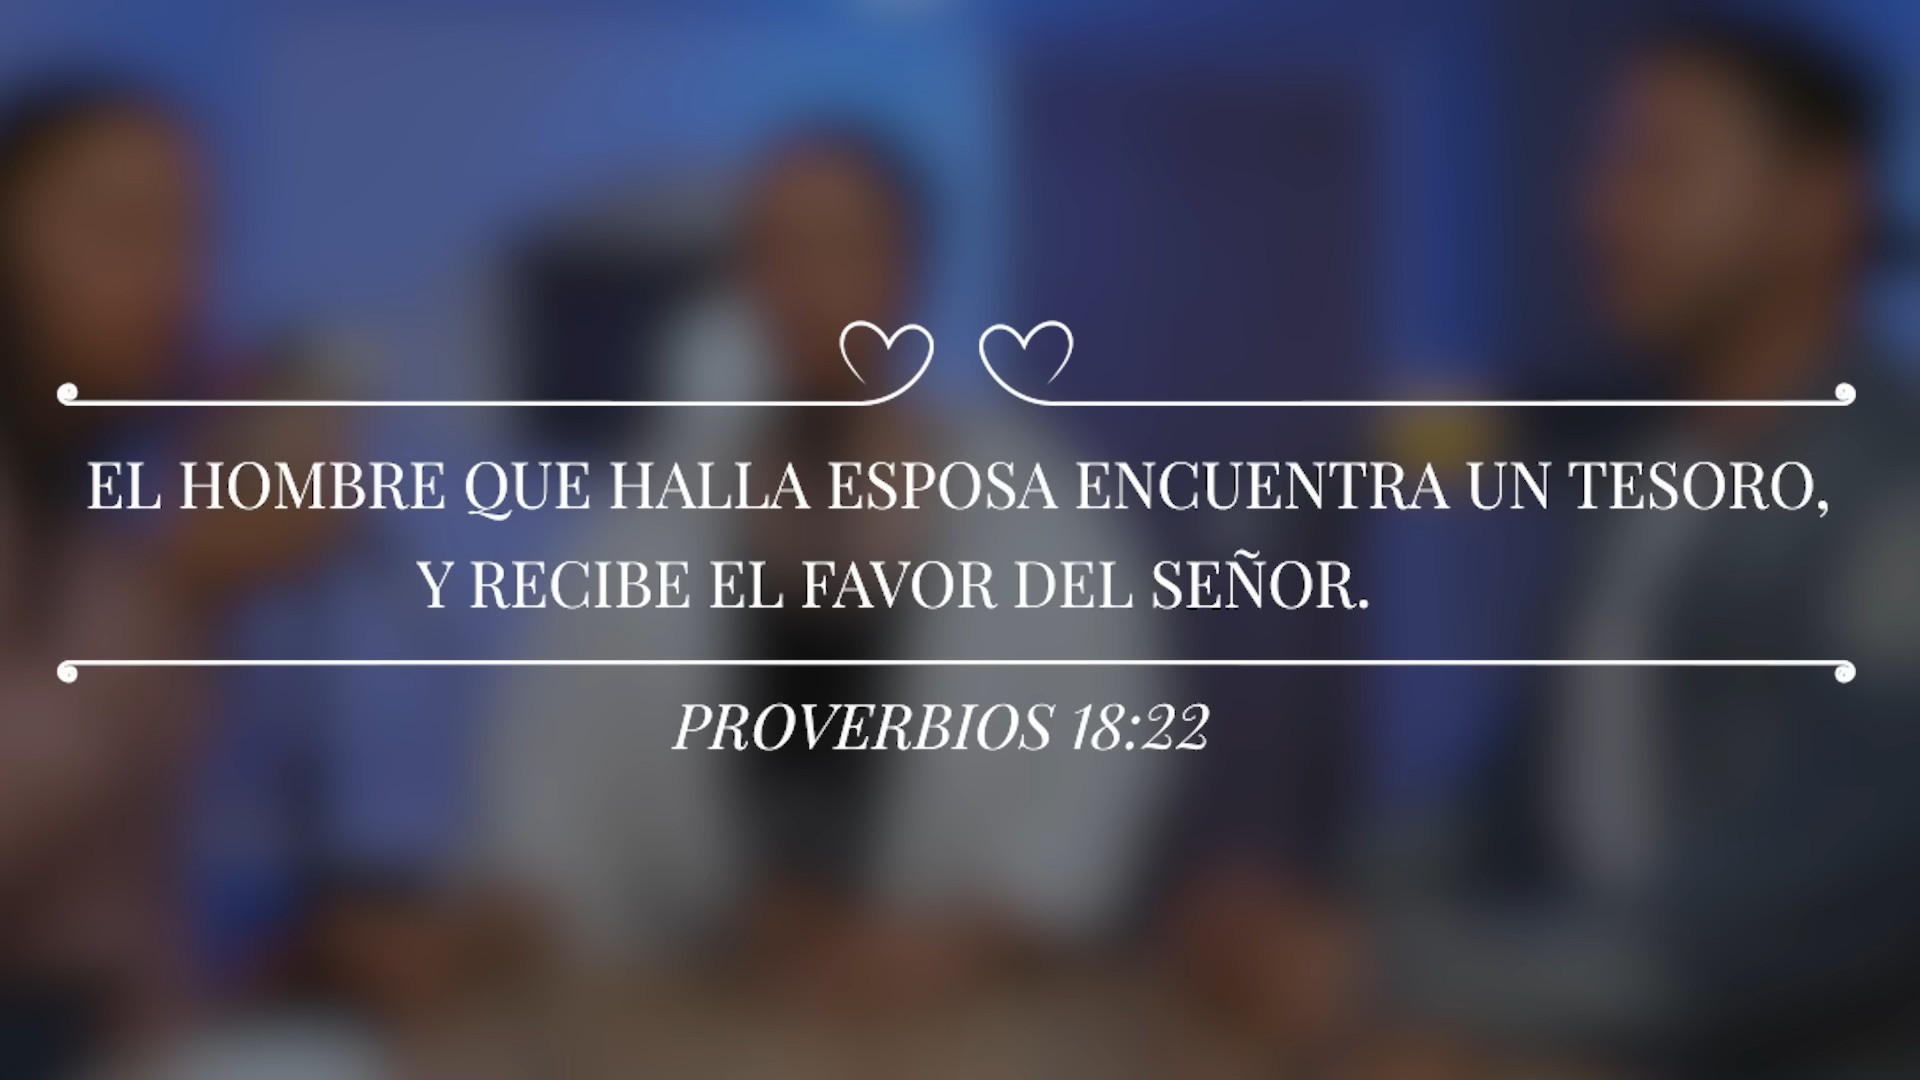 EL HOMBRE QUE HALLA ESPOSA ENCUENTRA UN TESORO,
Y RECIBE EL FAVOR DEL SEÑOR.
PROVERBIOS 18:22